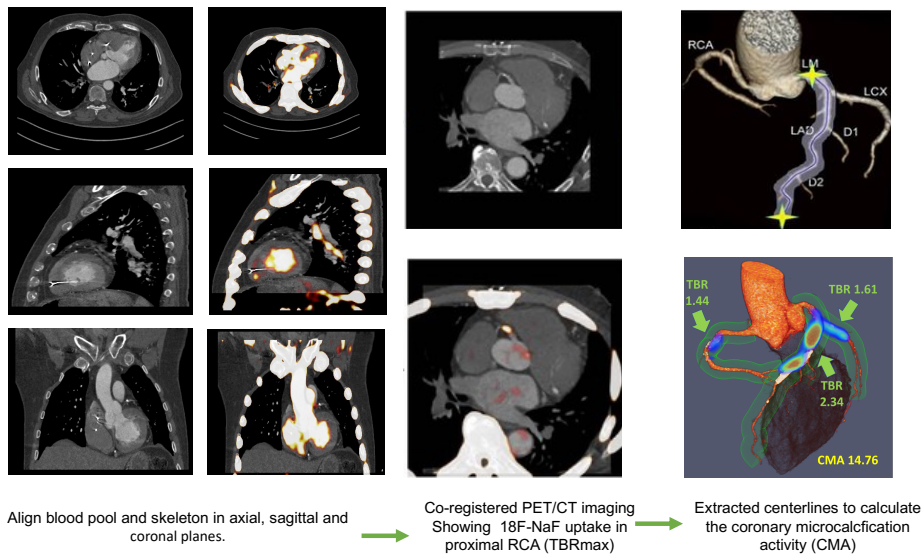 RCA
LM
LCX
LAD
D1
D2
TBR
1.44
TBR 1.61
TBR
2.34
CMA 14.76
Align blood pool and skeleton in axial, sagittal and
coronal planes.
Co-registered PET/CT imaging
Showing 18F-NaF uptake in
proximal RCA (TBRmax)
Extracted centerlines to calculate
the coronary microcalcfication
activity (CMA)